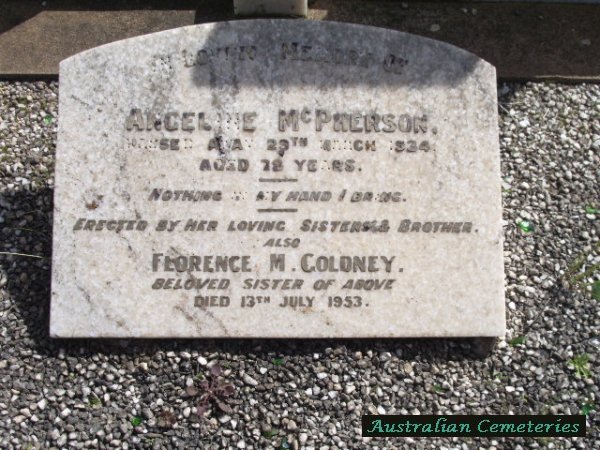 IN LOVING MEMORY OF
ANGELINE McPHERSON.
PASSED AWAY 29TH MARCH 1934
AGED 78 YEARS.
NOTHING IN MY HAND I BRING.
ERECTED BY HER LOVING SISTERS & BROTHER.
ALSO
FLORENCE M. COLDNEY.
BELOVED SISTER OF ABOVE
DIED 13TH JULY 1953.
Australian Cemeteries